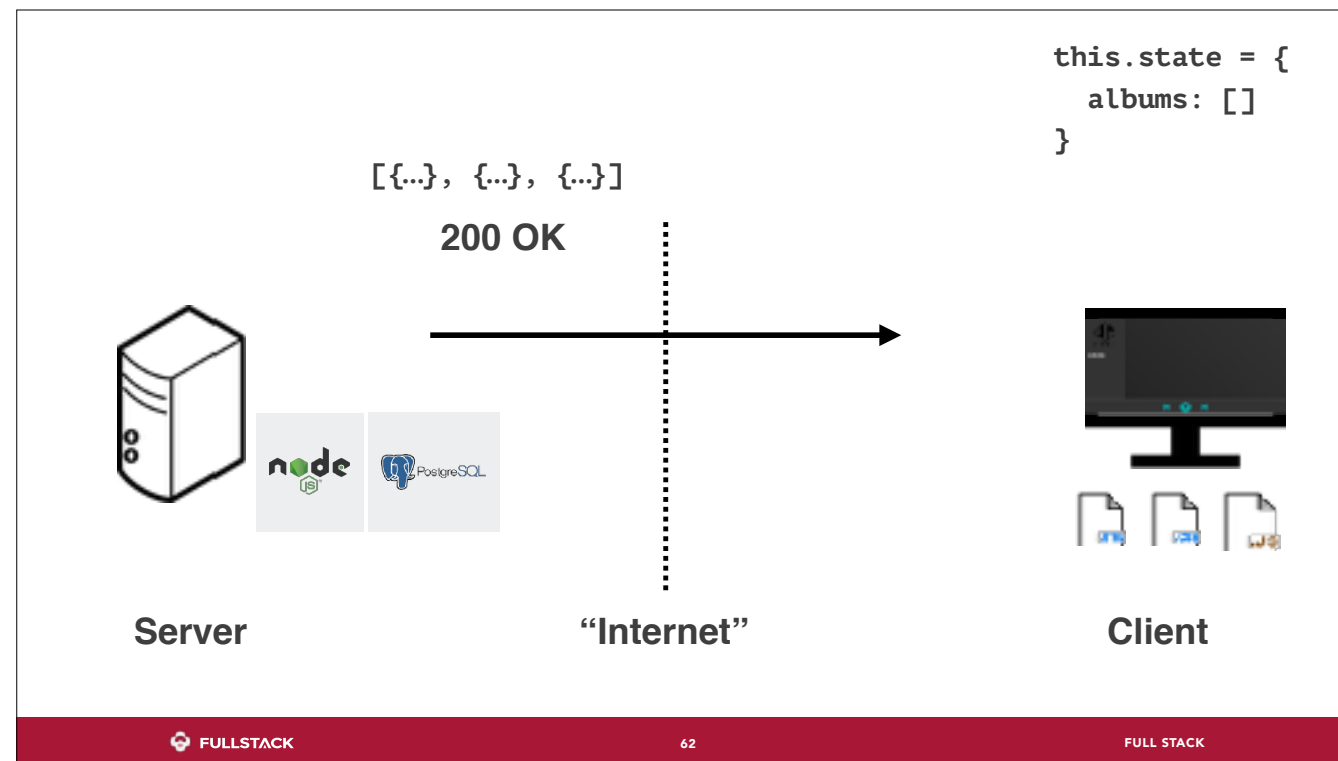 this.state = {
albums: []
}
[{…}, {…}, {…}]
200 OK
node
JS
PostgreSQL
Server
“Internet”
Client
FULLSTACK
62
FULL STACK